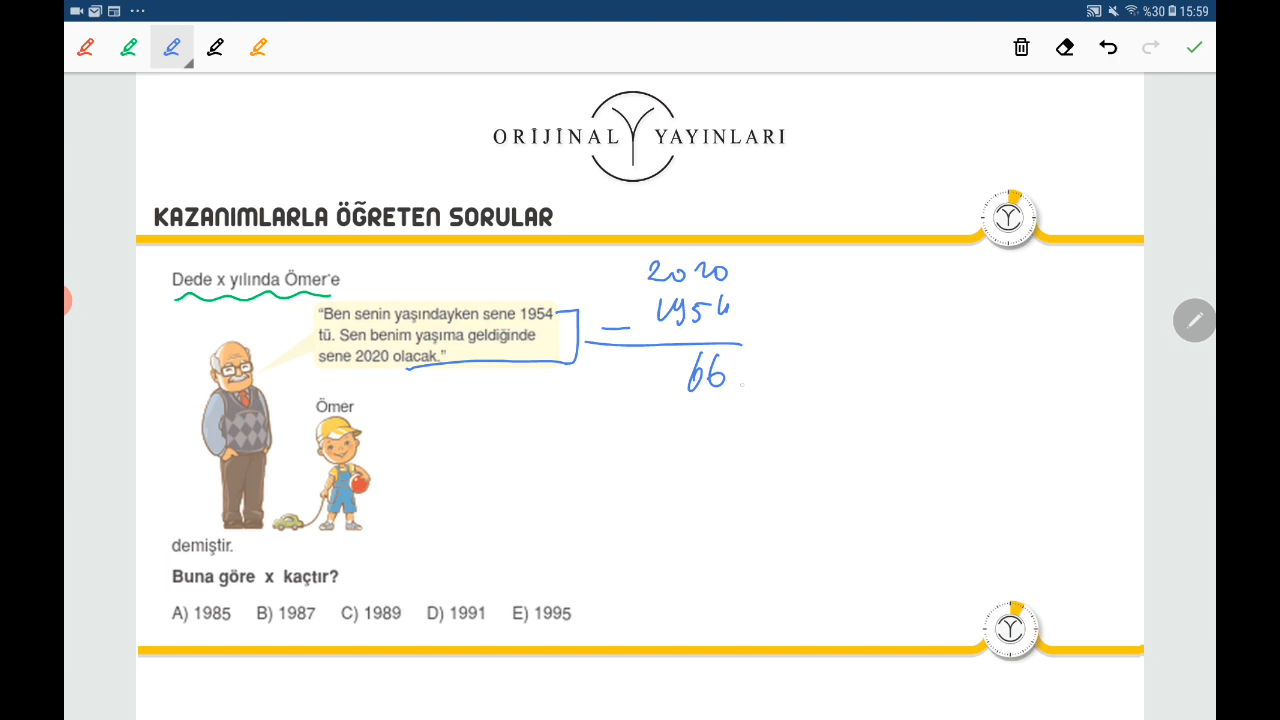 %30 15:59
ORİJİNAL YAYINLARI
KAZANIMLARLA ÖĞRETEN SORULAR
Dede x yılında Ömer'e
"Ben senin yaşındayken sene 1954
tü. Sen benim yaşıma geldiğinde
sene 2020 olacak."
Ömer
demiştir.
Buna göre x kaçtır?
A) 1985 B) 1987 C) 1989 D) 1991 E) 1995
2020
1954
—
66